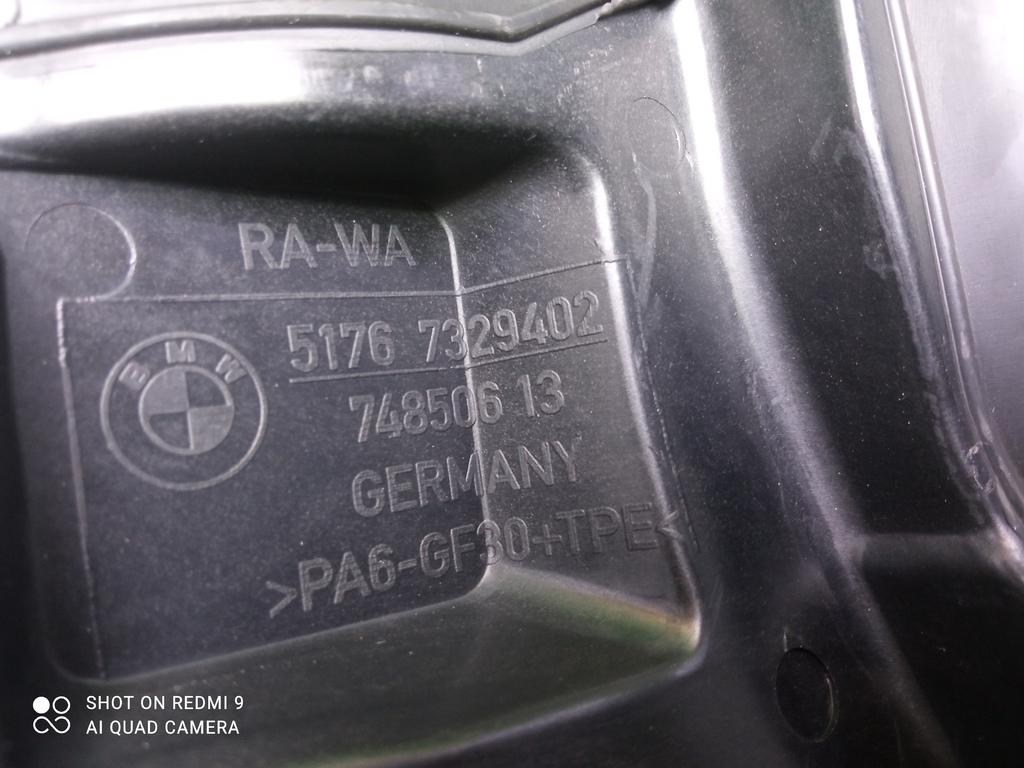 RA-WA
BMW
5176 7329402
748506 13
GERMANY
>PA6-GF30+TPE<
SHOT ON REDMI 9
AI QUAD CAMERA